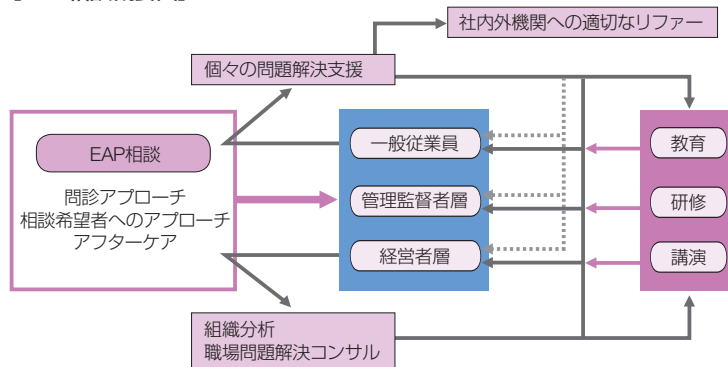 社内外機関への適切なリファー
個々の問題解決支援
EAP相談
問診アプローチ
相談希望者へのアプローチ
アフターケア
一般従業員
管理監督者層
経営者層
教育
研修
講演
組織分析
職場問題解決コンサル